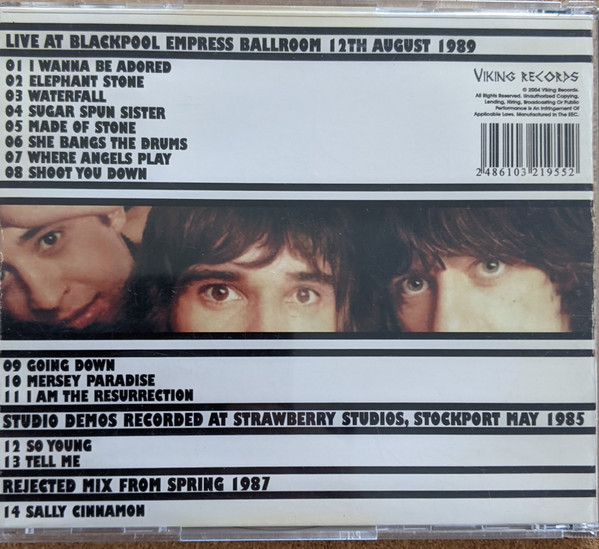 LIVE AT BLACKPOOL EMPRESS BALLROOM 12TH AUGUST 1989
01 I WANNA BE ADORED
02 ELEPHANT STONE
03 WATERFALL
04 SUGAR SPUN SISTER
05 MADE OF STONE
06 SHE BANGS THE DRUMS
07 WHERE ANGELS PLAY
08 SHOOT YOU DOWN
VIKING RECORDS
© 2004 Viking Records.
All Rights Reserved. Unauthorized Copying,
Lending, Hiring, Broadcasting Or Public
Performance Is An Infringement Of
Applicable Laws. Manufactured In The EEC.
2 486103 219552
09 GOING DOWN
10 MERSEY PARADISE
11 I AM THE RESURRECTION
STUDIO DEMOS RECORDED AT STRAWBERRY STUDIOS, STOCKPORT MAY 1985
12 SO YOUNG
13 TELL ME
REJECTED MIX FROM SPRING 1987
14 SALLY CINNAMON